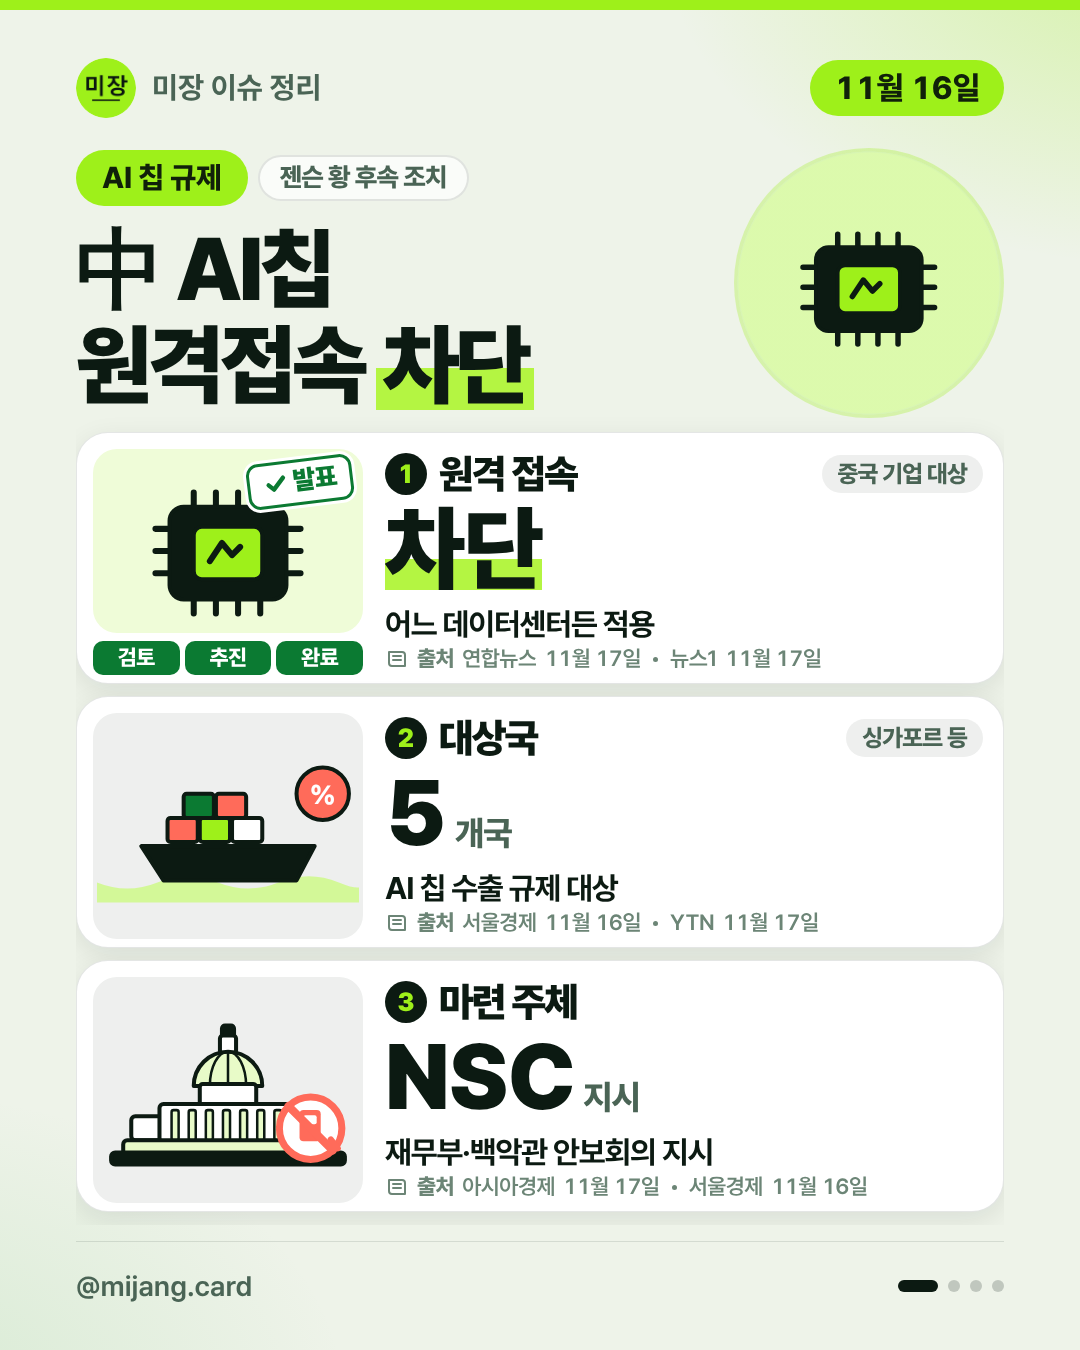 미장 미장 이슈 정리
11월 16일
AI 칩 규제 젠슨 황 후속 조치
中 AI칩
원격접속 차단
발표
검토 추진 완료
1 원격 접속 중국 기업 대상
차단
어느 데이터센터든 적용
출처 연합뉴스 11월 17일 • 뉴스1 11월 17일
%
2 대상국 싱가포르 등
5 개국
AI 칩 수출 규제 대상
출처 서울경제 11월 16일 • YTN 11월 17일
3 마련 주체
NSC 지시
재무부·백악관 안보회의 지시
출처 아시아경제 11월 17일 • 서울경제 11월 16일
@mijang.card